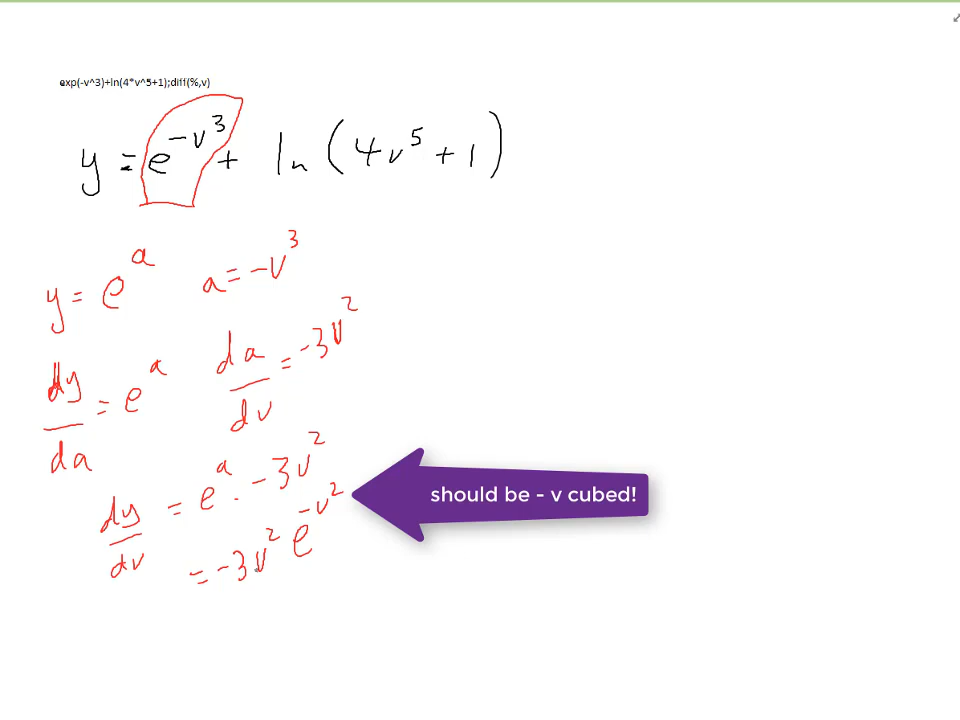 exp(-v^3)+ln(4*v^5+1);diff(%,v)
y = e^{-v^3} + ln(4v^5 + 1)
y = e^a   a = -v^3
dy/da = e^a   da/dv = -3v^2
dy/dv = e^a · -3v^2
= -3v^2 e^{-v^2}
should be - v cubed!